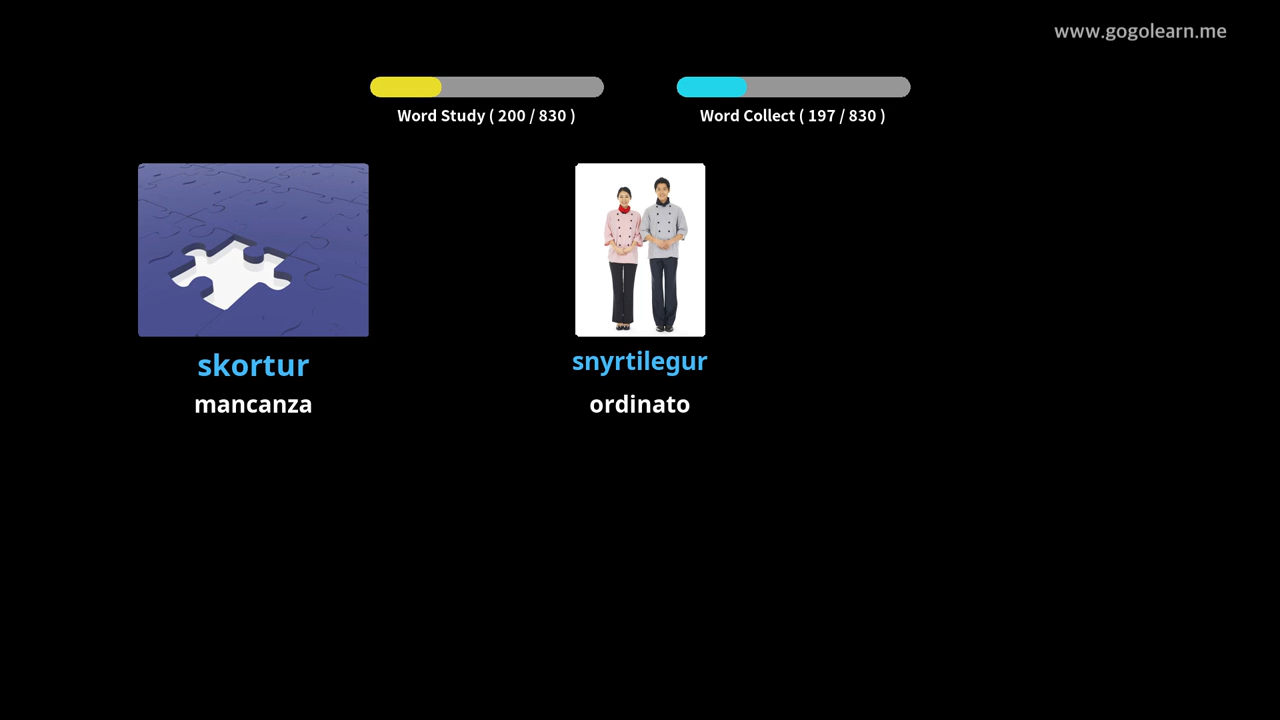 www.gogolearn.me
Word Study ( 200 / 830 )
Word Collect ( 197 / 830 )
skortur
mancanza
snyrtilegur
ordinato